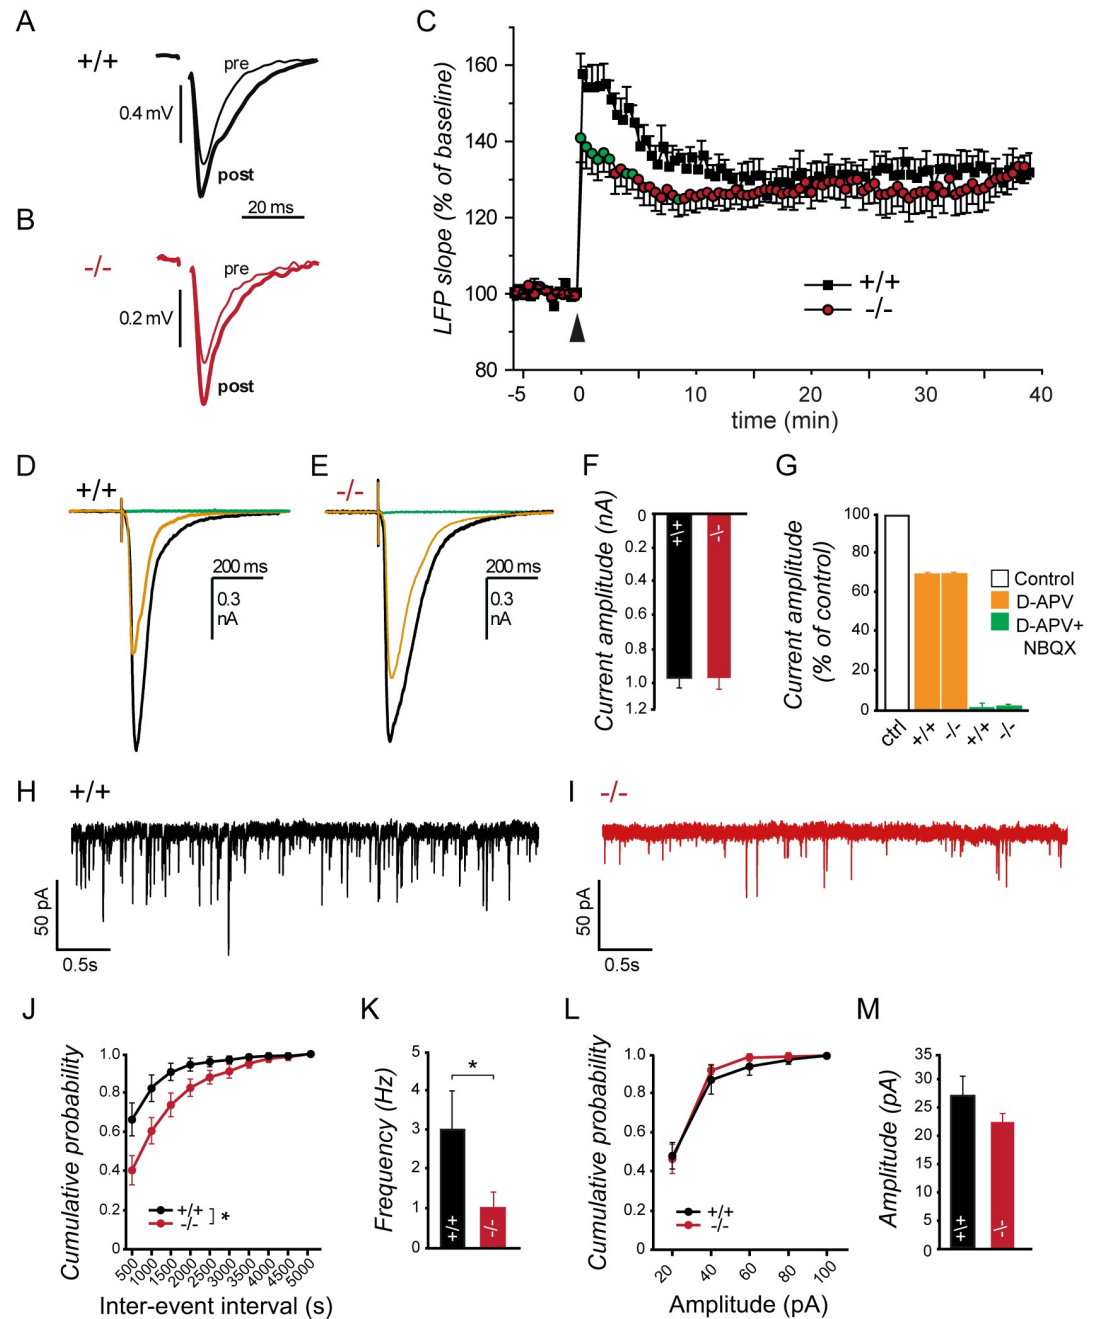 A
+/+
pre
0.4 mV
post
20 ms
B
-/-
pre
0.2 mV
post
C
LFP slope (% of baseline)
160
140
120
100
80
+/+
-/-
-5
0
10
20
30
40
time (min)
D
+/+
200 ms
0.3
nA
E
-/-
200 ms
0.3
nA
F
Current amplitude (nA)
0
0.2
0.4
0.6
0.8
1.0
1.2
+/+
-/-
G
Current amplitude
(% of control)
100
80
60
40
20
0
ctrl
+/+
-/-
+/+
-/-
Control
D-APV
D-APV+
NBQX
H
+/+
50 pA
0.5s
I
-/-
50 pA
0.5s
J
Cumulative probability
1.0
0.8
0.6
0.4
0.2
0
+/+
-/-
*
500
1000
1500
2000
2500
3000
3500
4000
4500
5000
Inter-event interval (s)
K
Frequency (Hz)
5
4
3
2
1
0
*
+/+
-/-
L
Cumulative probability
1.0
0.8
0.6
0.4
0.2
0
+/+
-/-
20
40
60
80
100
Amplitude (pA)
M
Amplitude (pA)
35
30
25
20
15
10
5
0
+/+
-/-